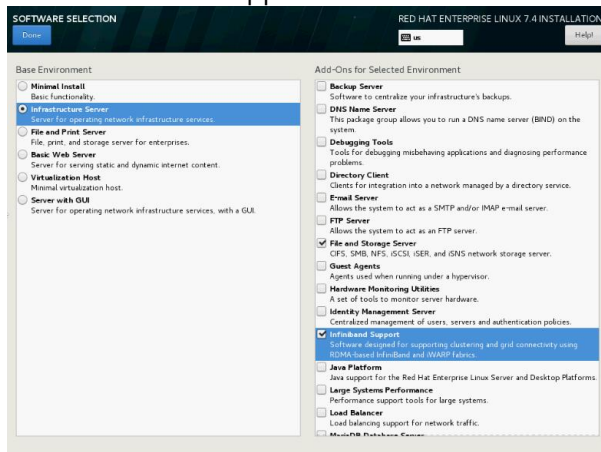 SOFTWARE SELECTION
Done
RED HAT ENTERPRISE LINUX 7.4 INSTALLATION
us
Help!
Base Environment
Minimal Install
Basic functionality.
Infrastructure Server
Server for operating network infrastructure services.
File and Print Server
File, print, and storage server for enterprises.
Basic Web Server
Server for serving static and dynamic internet content.
Virtualization Host
Minimal virtualization host.
Server with GUI
Server for operating network infrastructure services, with a GUI.
Add-Ons for Selected Environment
Backup Server
Software to centralize your infrastructure's backups.
DNS Name Server
This package group allows you to run a DNS name server (BIND) on the
system.
Debugging Tools
Tools for debugging misbehaving applications and diagnosing performance
problems.
Directory Client
Clients for integration into a network managed by a directory service.
E-mail Server
Allows the system to act as a SMTP and/or IMAP e-mail server.
FTP Server
Allows the system to act as an FTP server.
File and Storage Server
CIFS, SMB, NFS, iSCSI, iSER, and iSNS network storage server.
Guest Agents
Agents used when running under a hypervisor.
Hardware Monitoring Utilities
A set of tools to monitor server hardware.
Identity Management Server
Centralized management of users, servers and authentication policies.
Infiniband Support
Software designed for supporting clustering and grid connectivity using
RDMA-based InfiniBand and iWARP fabrics.
Java Platform
Java support for the Red Hat Enterprise Linux Server and Desktop Platforms.
Large Systems Performance
Performance support tools for large systems.
Load Balancer
Load balancing support for network traffic.
MariaDB Database Server